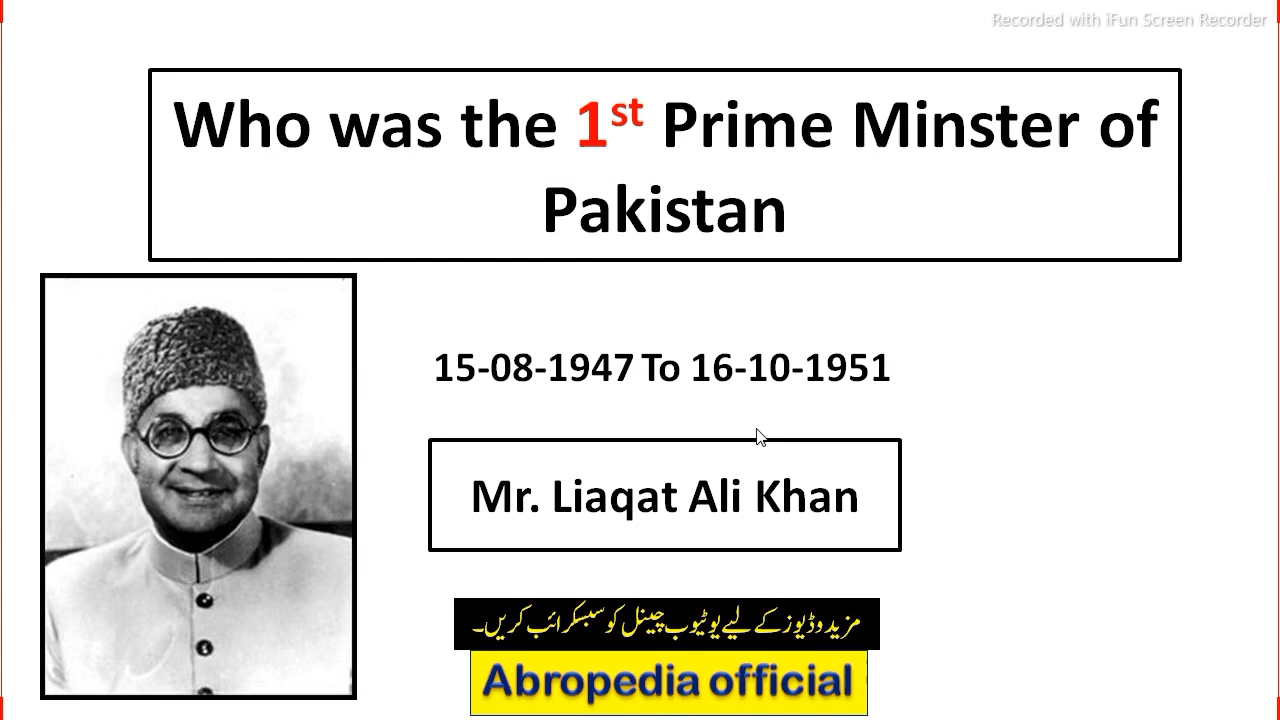 Recorded with iFun Screen Recorder
Who was the 1st Prime Minster of
Pakistan
15-08-1947 To 16-10-1951
Mr. Liaqat Ali Khan
مزید وڈیوز کے لیے یوٹیوب چینل کو سبسکرائب کریں۔
Abropedia official